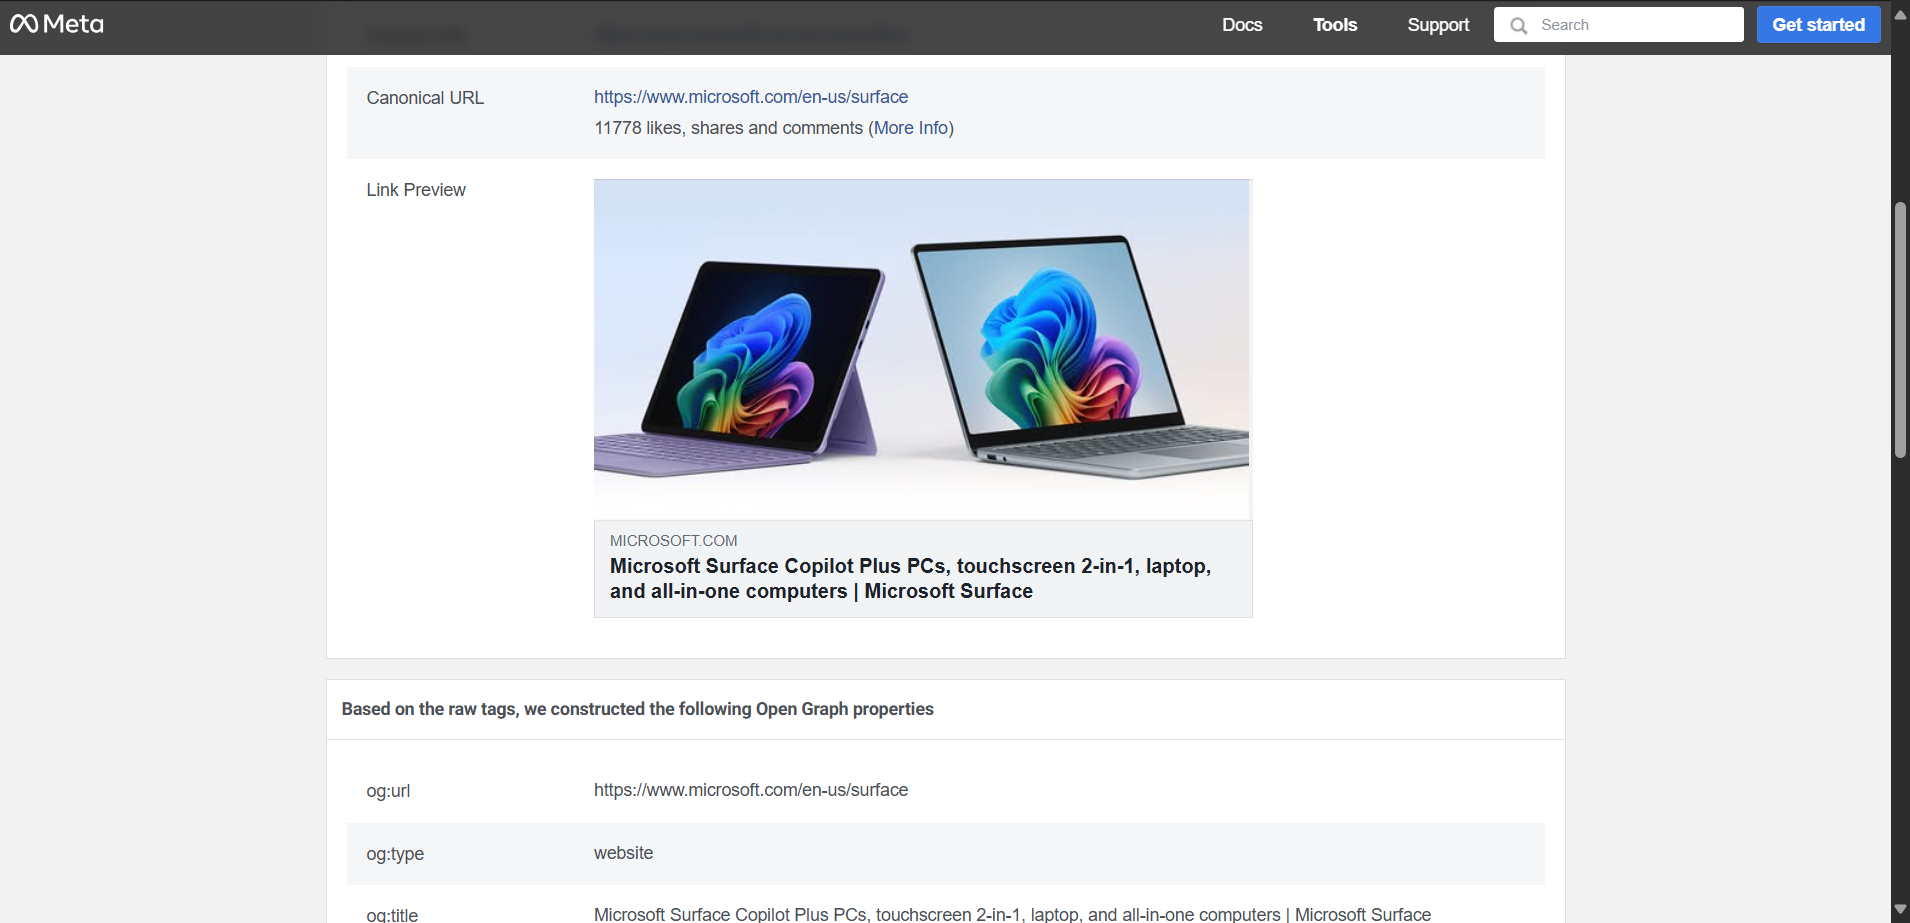 Meta
Docs
Tools
Support
Search
Get started
Canonical URL
https://www.microsoft.com/en-us/surface
11778 likes, shares and comments (More Info)
Link Preview
MICROSOFT.COM
Microsoft Surface Copilot Plus PCs, touchscreen 2-in-1, laptop,
and all-in-one computers | Microsoft Surface
Based on the raw tags, we constructed the following Open Graph properties
og:url
https://www.microsoft.com/en-us/surface
og:type
website
og:title
Microsoft Surface Copilot Plus PCs, touchscreen 2-in-1, laptop, and all-in-one computers | Microsoft Surface